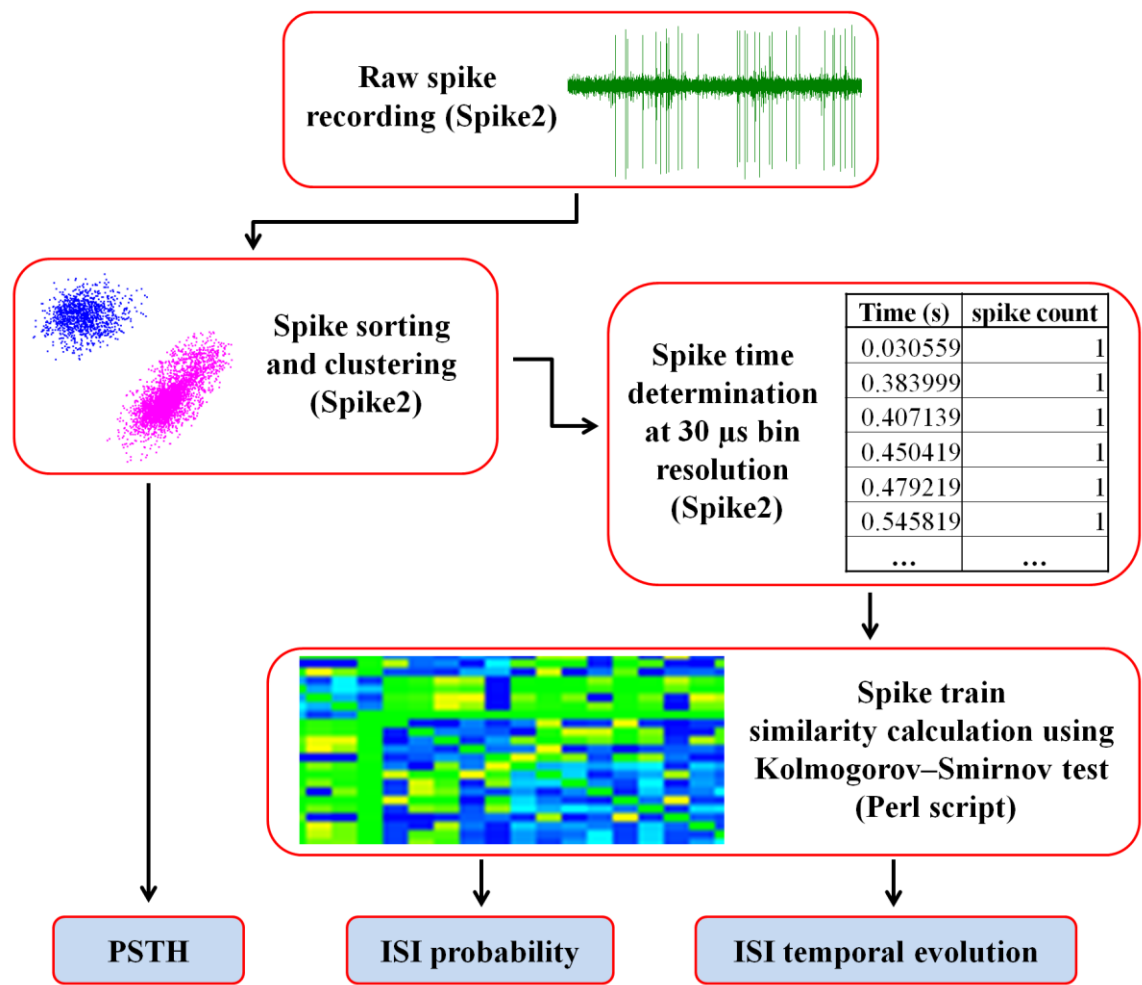 Raw spike
recording (Spike2)
Spike sorting
and clustering
(Spike2)
Spike time
determination
at 30 µs bin
resolution
(Spike2)
Time (s) spike count
0.030559 1
0.383999 1
0.407139 1
0.450419 1
0.479219 1
0.545819 1
... ...
Spike train
similarity calculation using
Kolmogorov–Smirnov test
(Perl script)
PSTH
ISI probability
ISI temporal evolution